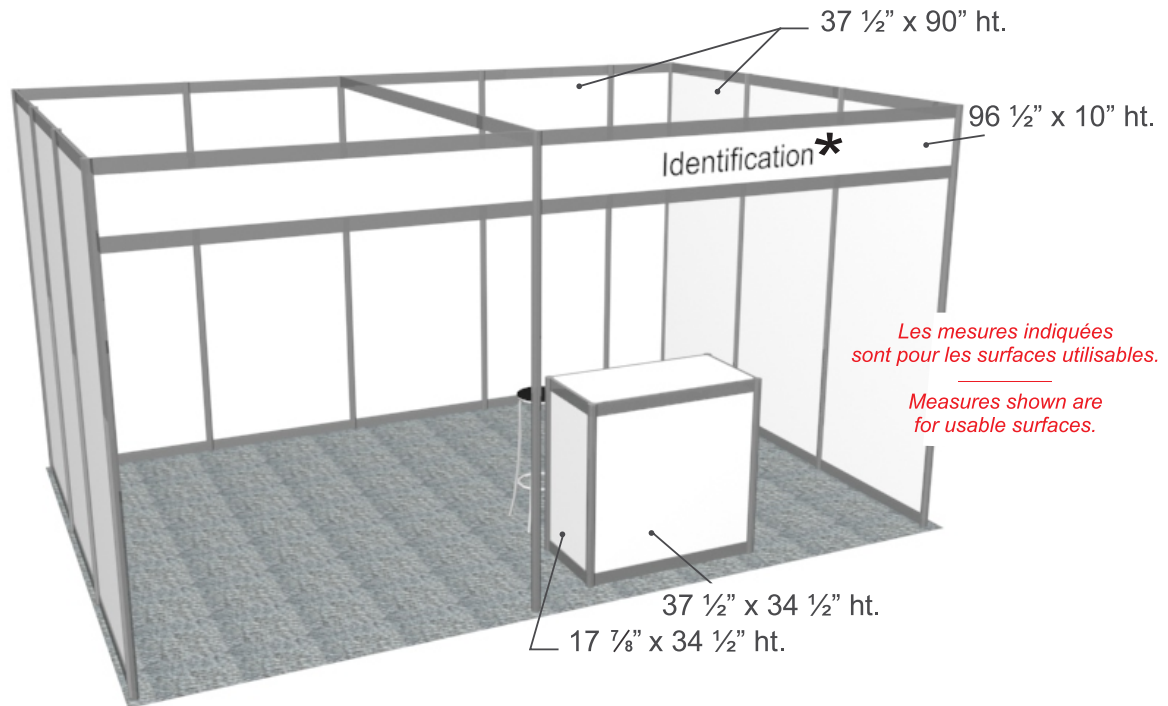 37 ½” x 90” ht.
96 ½” x 10” ht.
Identification*
Les mesures indiquées
sont pour les surfaces utilisables.
Measures shown are
for usable surfaces.
37 ½” x 34 ½” ht.
17 ⅞” x 34 ½” ht.